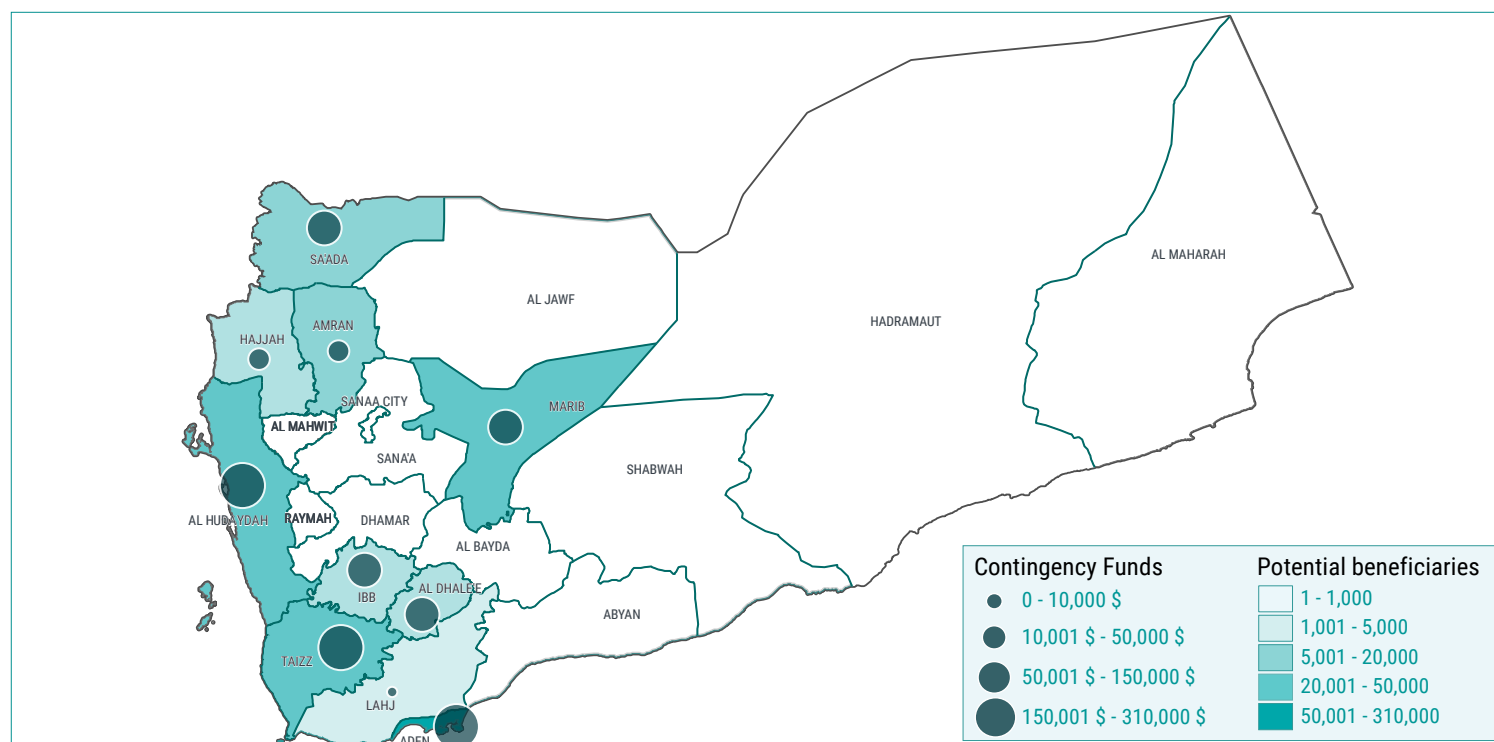 AL MAHARAH
SA'ADA
AL JAWF
HADRAMAUT
AMRAN
HAJJAH
SANAA CITY
MARIB
AL MAHWIT
SANA'A
SHABWAH
AL HUDAYDAH
RAYMAH
DHAMAR
AL BAYDA
AL DHALE'E
IBB
ABYAN
TAIZZ
LAHJ
ADEN
Contingency Funds
0 - 10,000 $
10,001 $ - 50,000 $
50,001 $ - 150,000 $
150,001 $ - 310,000 $
Potential beneficiaries
1 - 1,000
1,001 - 5,000
5,001 - 20,000
20,001 - 50,000
50,001 - 310,000